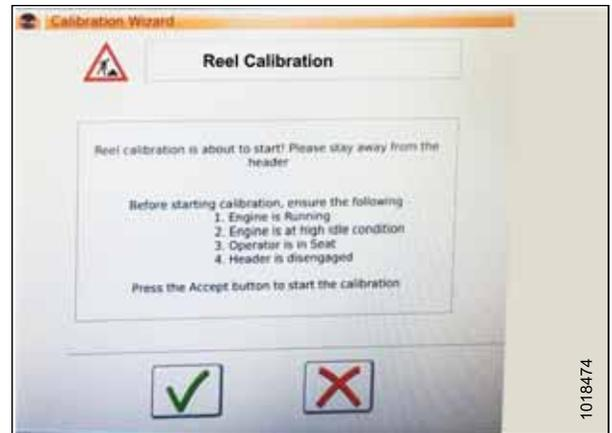 Calibration Wizard
Reel Calibration
Reel calibration is about to start! Please stay away from the
header
Before starting calibration, ensure the following
1. Engine is Running
2. Engine is at high idle condition
3. Operator is in Seat
4. Header is disengaged
Press the Accept button to start the calibration
1018474